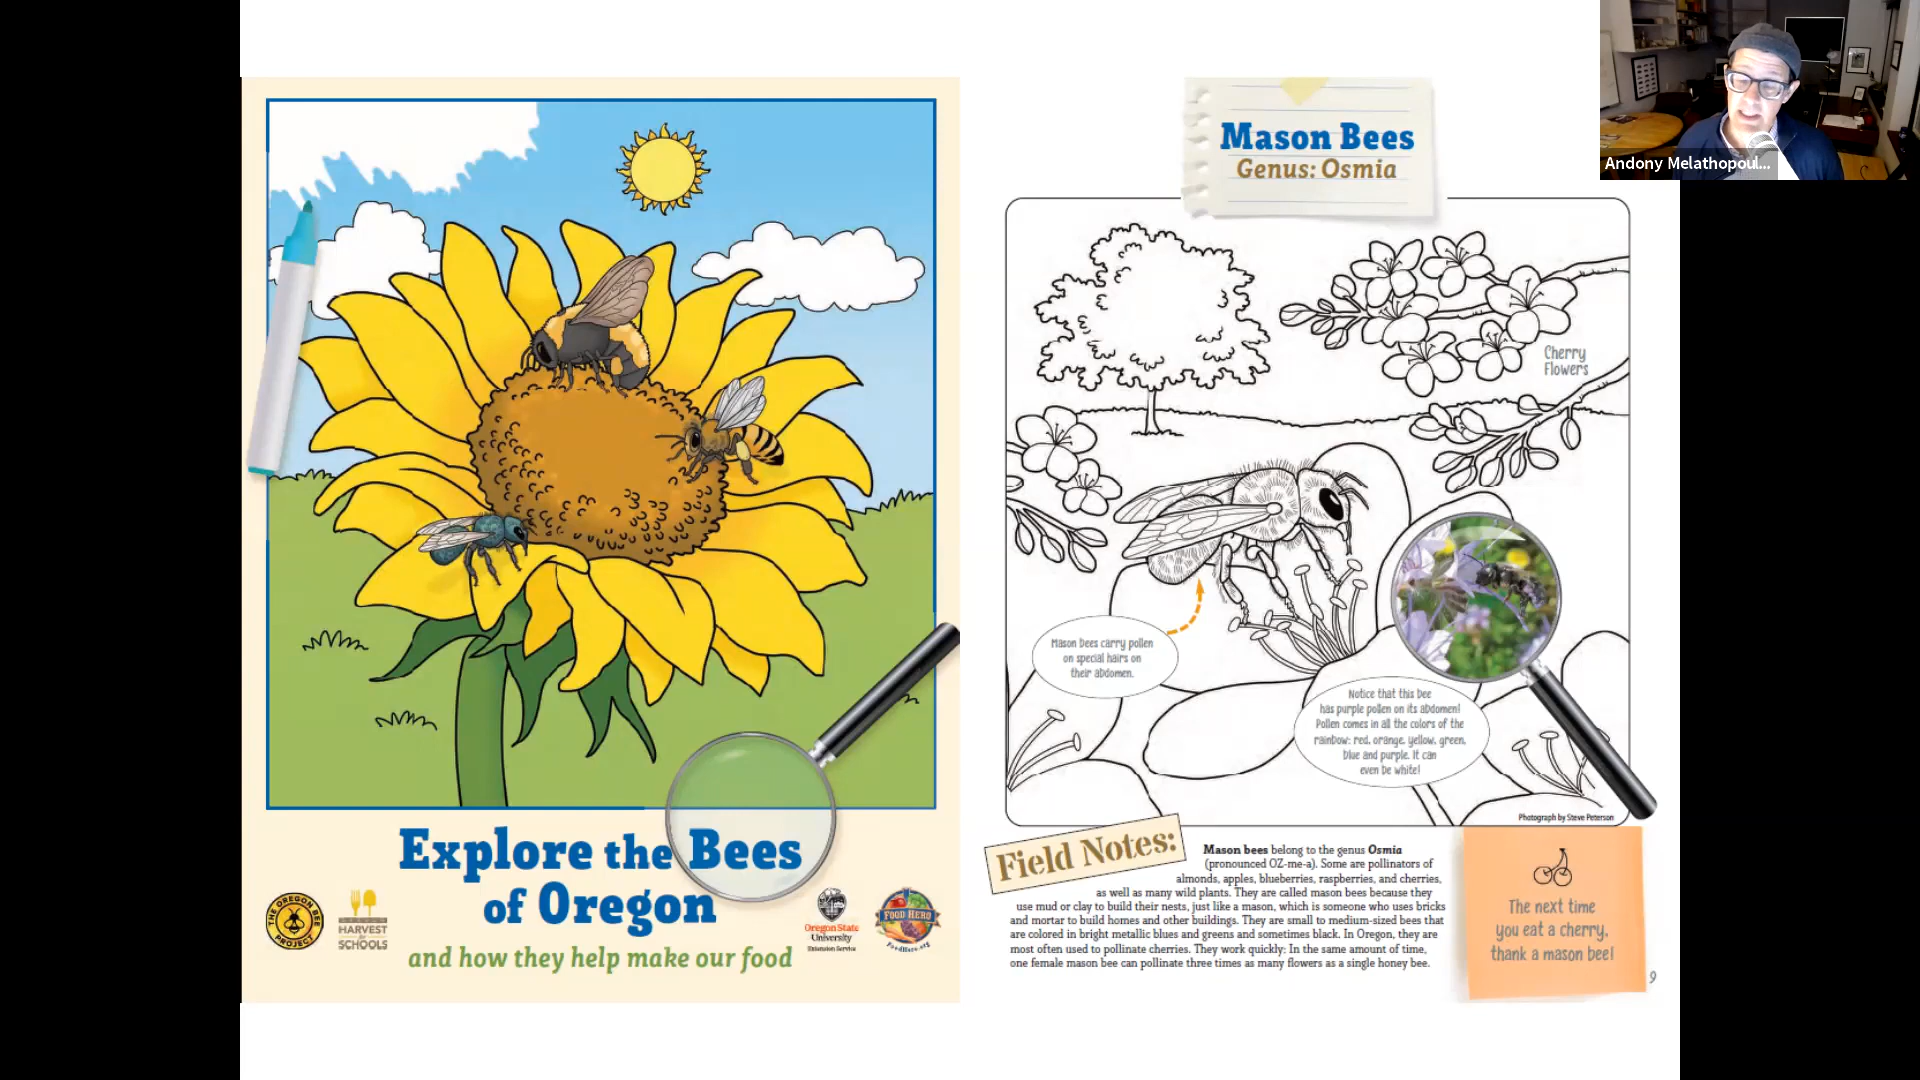 Explore the Bees
of Oregon
and how they help make our food
THE OREGON BEE PROJECT
OREGON
HARVEST
for
SCHOOLS
Oregon State
University
Extension Service
FOOD HERO
FoodHero.org
Mason Bees
Genus: Osmia
Cherry
Flowers
Mason bees carry pollen
on special hairs on
their abdomen.
Notice that this bee
has purple pollen on its abdomen!
Pollen comes in all the colors of the
rainbow: red, orange, yellow, green,
blue and purple. It can
even be white!
Photograph by Steve Peterson
Field Notes:
Mason bees belong to the genus Osmia
(pronounced OZ-me-a). Some are pollinators of
almonds, apples, blueberries, raspberries, and cherries,
as well as many wild plants. They are called mason bees because they
use mud or clay to build their nests, just like a mason, which is someone who uses bricks
and mortar to build homes and other buildings. They are small to medium-sized bees that
are colored in bright metallic blues and greens and sometimes black. In Oregon, they are
most often used to pollinate cherries. They work quickly: In the same amount of time,
one female mason bee can pollinate three times as many flowers as a single honey bee.
The next time
you eat a cherry,
thank a mason bee!
9
Andony Melathopoul...